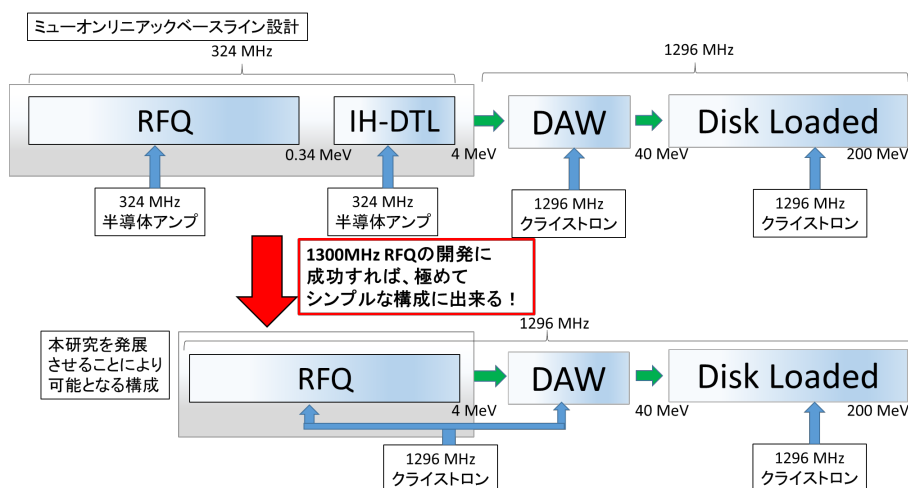 ミューオンリニアックベースライン設計
324 MHz
1296 MHz
RFQ
IH-DTL
DAW
Disk Loaded
0.34 MeV
4 MeV
40 MeV
200 MeV
324 MHz
半導体アンプ
324 MHz
半導体アンプ
1296 MHz
クライストロン
1296 MHz
クライストロン
1300MHz RFQの開発に
成功すれば、極めて
シンプルな構成に出来る！
1296 MHz
本研究を発展
させることにより
可能となる構成
RFQ
DAW
Disk Loaded
4 MeV
40 MeV
200 MeV
1296 MHz
クライストロン
1296 MHz
クライストロン